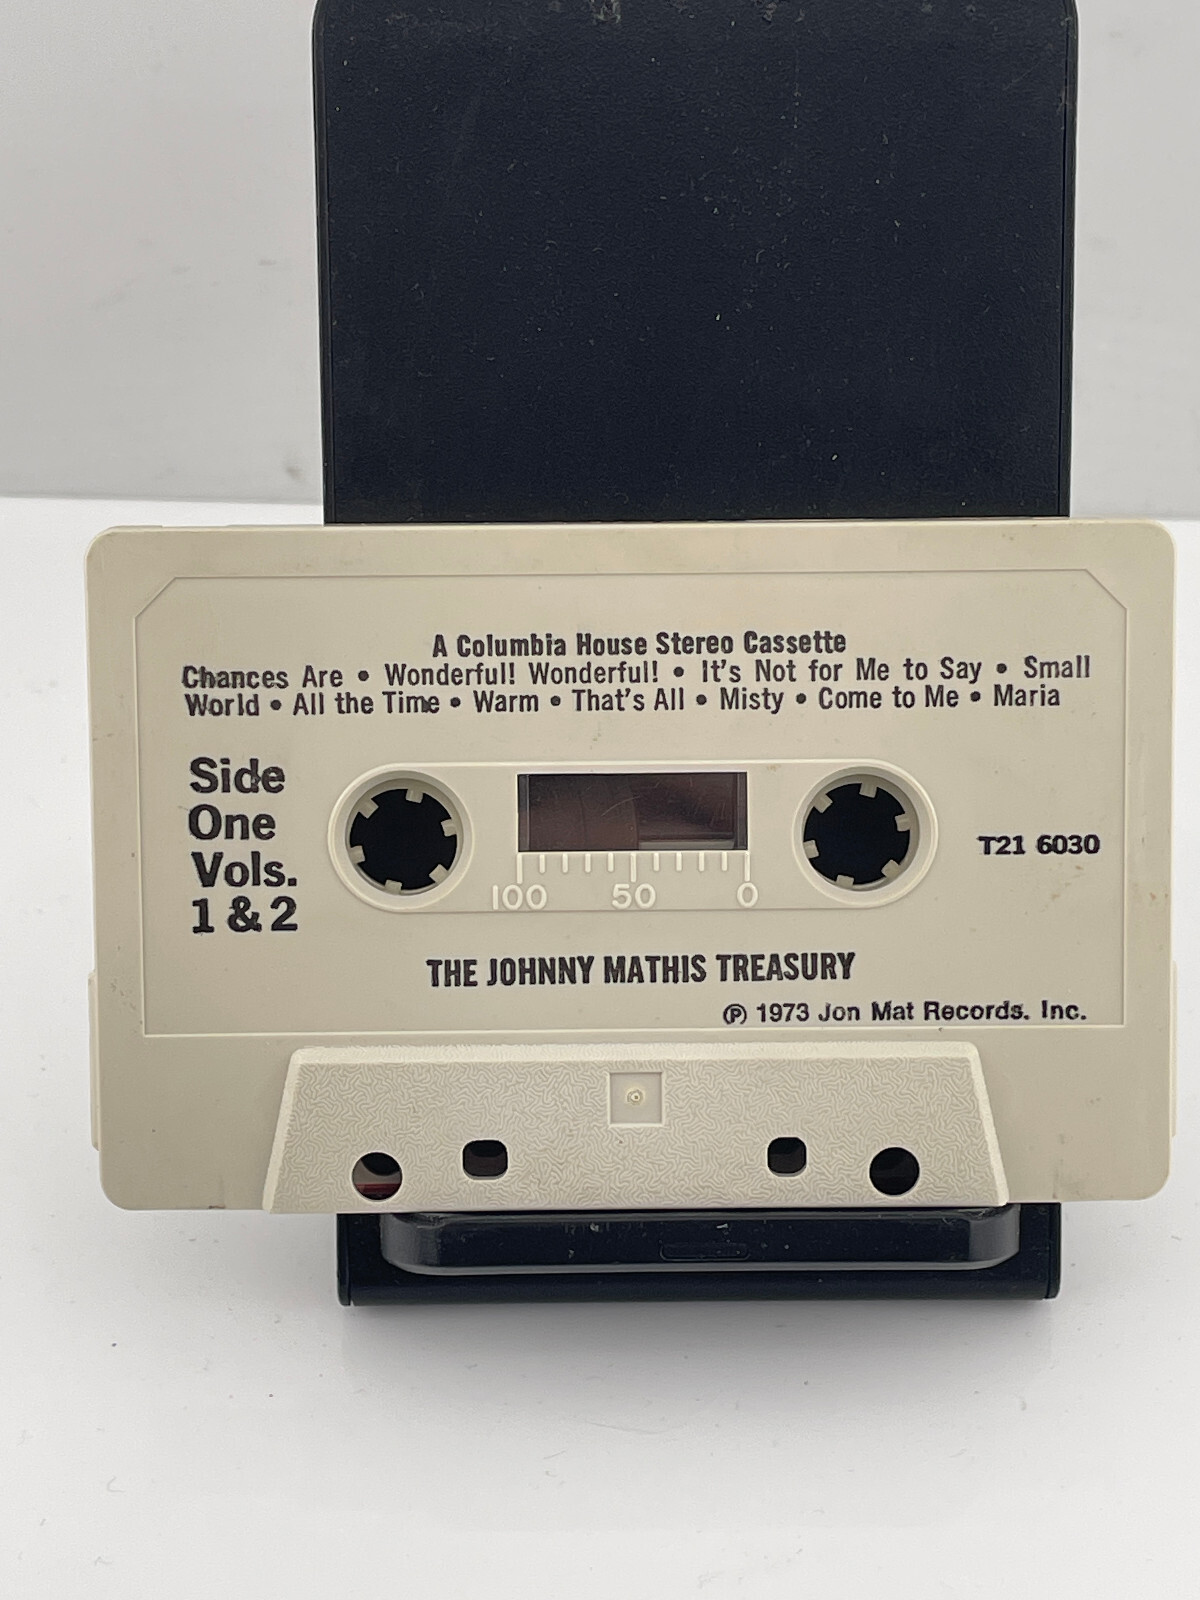 A Columbia House Stereo Cassette
Chances Are • Wonderful! Wonderful! • It's Not for Me to Say • Small
World • All the Time • Warm • That's All • Misty • Come to Me • Maria
Side
One
Vols.
1 & 2
T21 6030
100 50 0
THE JOHNNY MATHIS TREASURY
℗ 1973 Jon Mat Records. Inc.